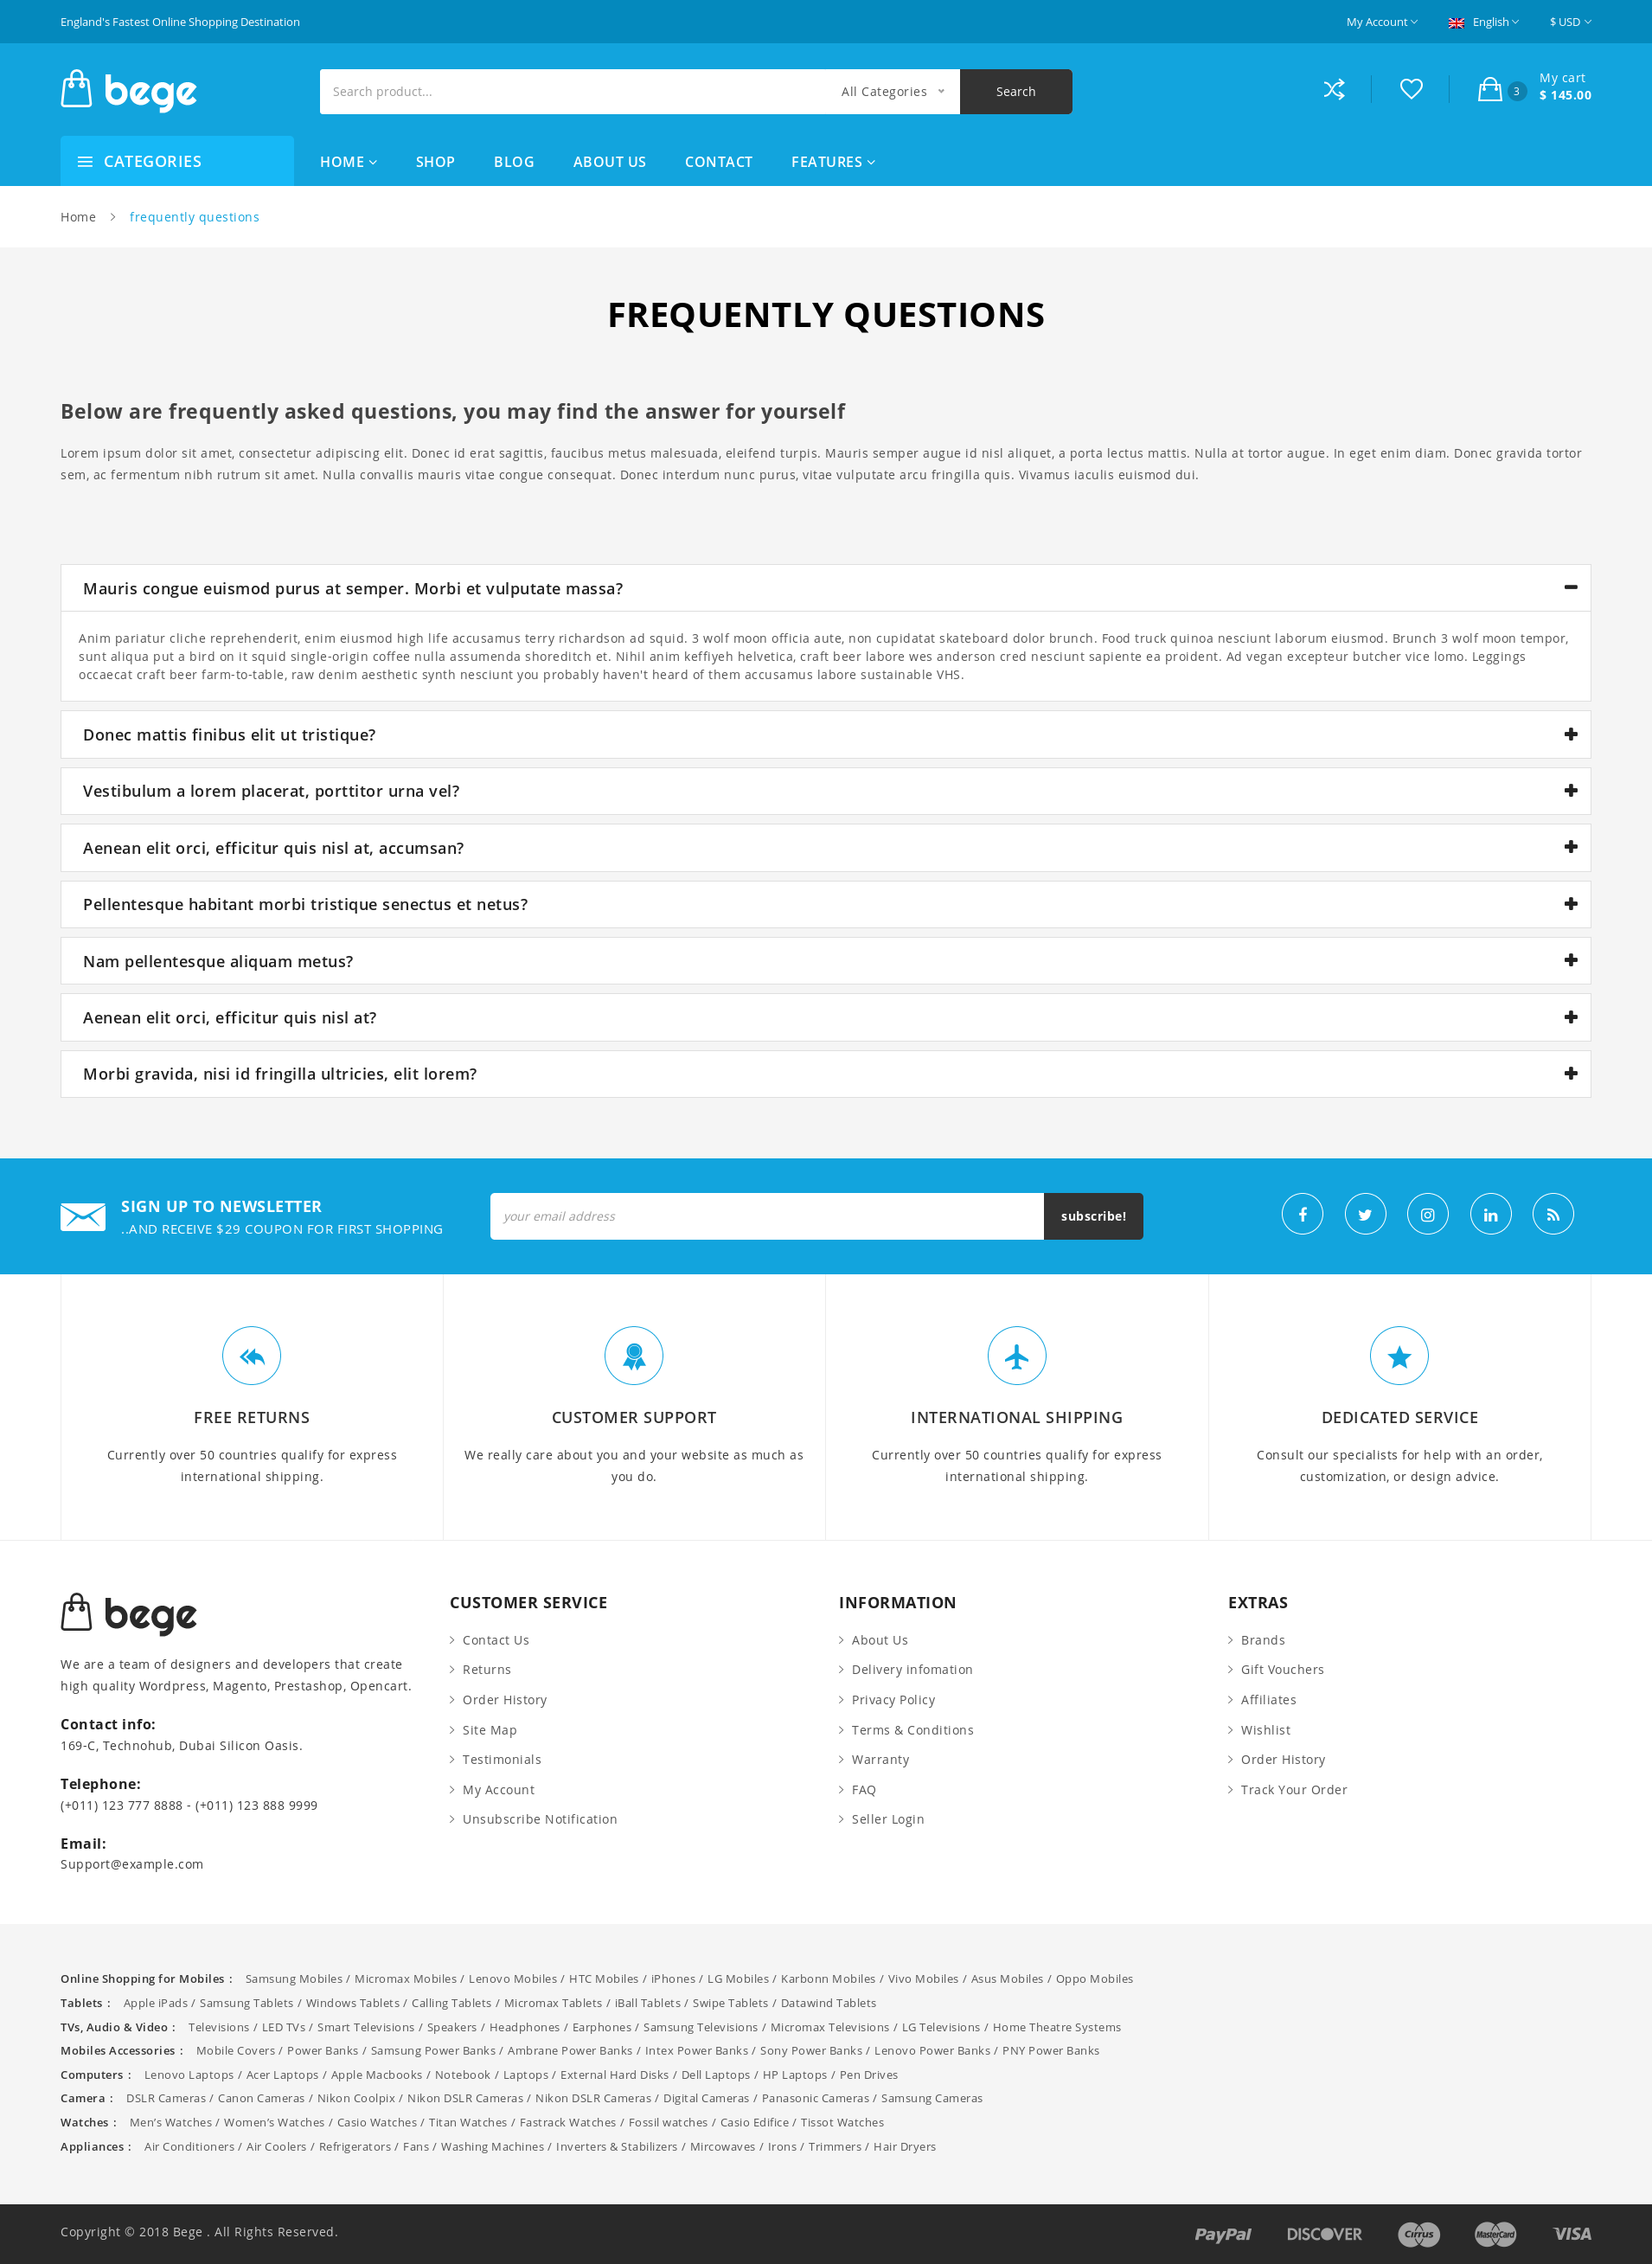 England's Fastest Online Shopping Destination
My Account
English
$ USD
bege
Search product...
All Categories
Search
3
My cart
$ 145.00
CATEGORIES
HOME
SHOP
BLOG
ABOUT US
CONTACT
FEATURES
Home
frequently questions
FREQUENTLY QUESTIONS
Below are frequently asked questions, you may find the answer for yourself
Lorem ipsum dolor sit amet, consectetur adipiscing elit. Donec id erat sagittis, faucibus metus malesuada, eleifend turpis. Mauris semper augue id nisl aliquet, a porta lectus mattis. Nulla at tortor augue. In eget enim diam. Donec gravida tortor
sem, ac fermentum nibh rutrum sit amet. Nulla convallis mauris vitae congue consequat. Donec interdum nunc purus, vitae vulputate arcu fringilla quis. Vivamus iaculis euismod dui.
Mauris congue euismod purus at semper. Morbi et vulputate massa?
Anim pariatur cliche reprehenderit, enim eiusmod high life accusamus terry richardson ad squid. 3 wolf moon officia aute, non cupidatat skateboard dolor brunch. Food truck quinoa nesciunt laborum eiusmod. Brunch 3 wolf moon tempor,
sunt aliqua put a bird on it squid single-origin coffee nulla assumenda shoreditch et. Nihil anim keffiyeh helvetica, craft beer labore wes anderson cred nesciunt sapiente ea proident. Ad vegan excepteur butcher vice lomo. Leggings
occaecat craft beer farm-to-table, raw denim aesthetic synth nesciunt you probably haven't heard of them accusamus labore sustainable VHS.
Donec mattis finibus elit ut tristique?
Vestibulum a lorem placerat, porttitor urna vel?
Aenean elit orci, efficitur quis nisl at, accumsan?
Pellentesque habitant morbi tristique senectus et netus?
Nam pellentesque aliquam metus?
Aenean elit orci, efficitur quis nisl at?
Morbi gravida, nisi id fringilla ultricies, elit lorem?
SIGN UP TO NEWSLETTER
..AND RECEIVE $29 COUPON FOR FIRST SHOPPING
your email address
subscribe!
FREE RETURNS
Currently over 50 countries qualify for express
international shipping.
CUSTOMER SUPPORT
We really care about you and your website as much as
you do.
INTERNATIONAL SHIPPING
Currently over 50 countries qualify for express
international shipping.
DEDICATED SERVICE
Consult our specialists for help with an order,
customization, or design advice.
bege
We are a team of designers and developers that create
high quality Wordpress, Magento, Prestashop, Opencart.
Contact info:
169-C, Technohub, Dubai Silicon Oasis.
Telephone:
(+011) 123 777 8888 - (+011) 123 888 9999
Email:
Support@example.com
CUSTOMER SERVICE
Contact Us
Returns
Order History
Site Map
Testimonials
My Account
Unsubscribe Notification
INFORMATION
About Us
Delivery infomation
Privacy Policy
Terms & Conditions
Warranty
FAQ
Seller Login
EXTRAS
Brands
Gift Vouchers
Affiliates
Wishlist
Order History
Track Your Order
Online Shopping for Mobiles : Samsung Mobiles / Micromax Mobiles / Lenovo Mobiles / HTC Mobiles / iPhones / LG Mobiles / Karbonn Mobiles / Vivo Mobiles / Asus Mobiles / Oppo Mobiles
Tablets : Apple iPads / Samsung Tablets / Windows Tablets / Calling Tablets / Micromax Tablets / iBall Tablets / Swipe Tablets / Datawind Tablets
TVs, Audio & Video : Televisions / LED TVs / Smart Televisions / Speakers / Headphones / Earphones / Samsung Televisions / Micromax Televisions / LG Televisions / Home Theatre Systems
Mobiles Accessories : Mobile Covers / Power Banks / Samsung Power Banks / Ambrane Power Banks / Intex Power Banks / Sony Power Banks / Lenovo Power Banks / PNY Power Banks
Computers : Lenovo Laptops / Acer Laptops / Apple Macbooks / Notebook / Laptops / External Hard Disks / Dell Laptops / HP Laptops / Pen Drives
Camera : DSLR Cameras / Canon Cameras / Nikon Coolpix / Nikon DSLR Cameras / Nikon DSLR Cameras / Digital Cameras / Panasonic Cameras / Samsung Cameras
Watches : Men's Watches / Women's Watches / Casio Watches / Titan Watches / Fastrack Watches / Fossil watches / Casio Edifice / Tissot Watches
Appliances : Air Conditioners / Air Coolers / Refrigerators / Fans / Washing Machines / Inverters & Stabilizers / Mircowaves / Irons / Trimmers / Hair Dryers
Copyright © 2018 Bege . All Rights Reserved.
PayPal
DISCOVER
Cirrus
MasterCard
VISA